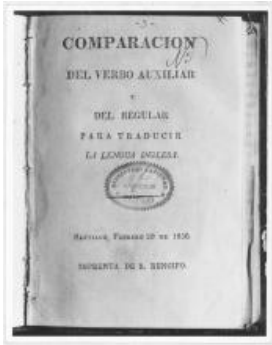 COMPARACION
DEL VERBO AUXILIAR
Y
DEL REGULAR
PARA TRADUCIR
LA LENGUA INGLESA.
SANTIAGO, FEBRERO
IMPRENTA DE R. RENGIFO.